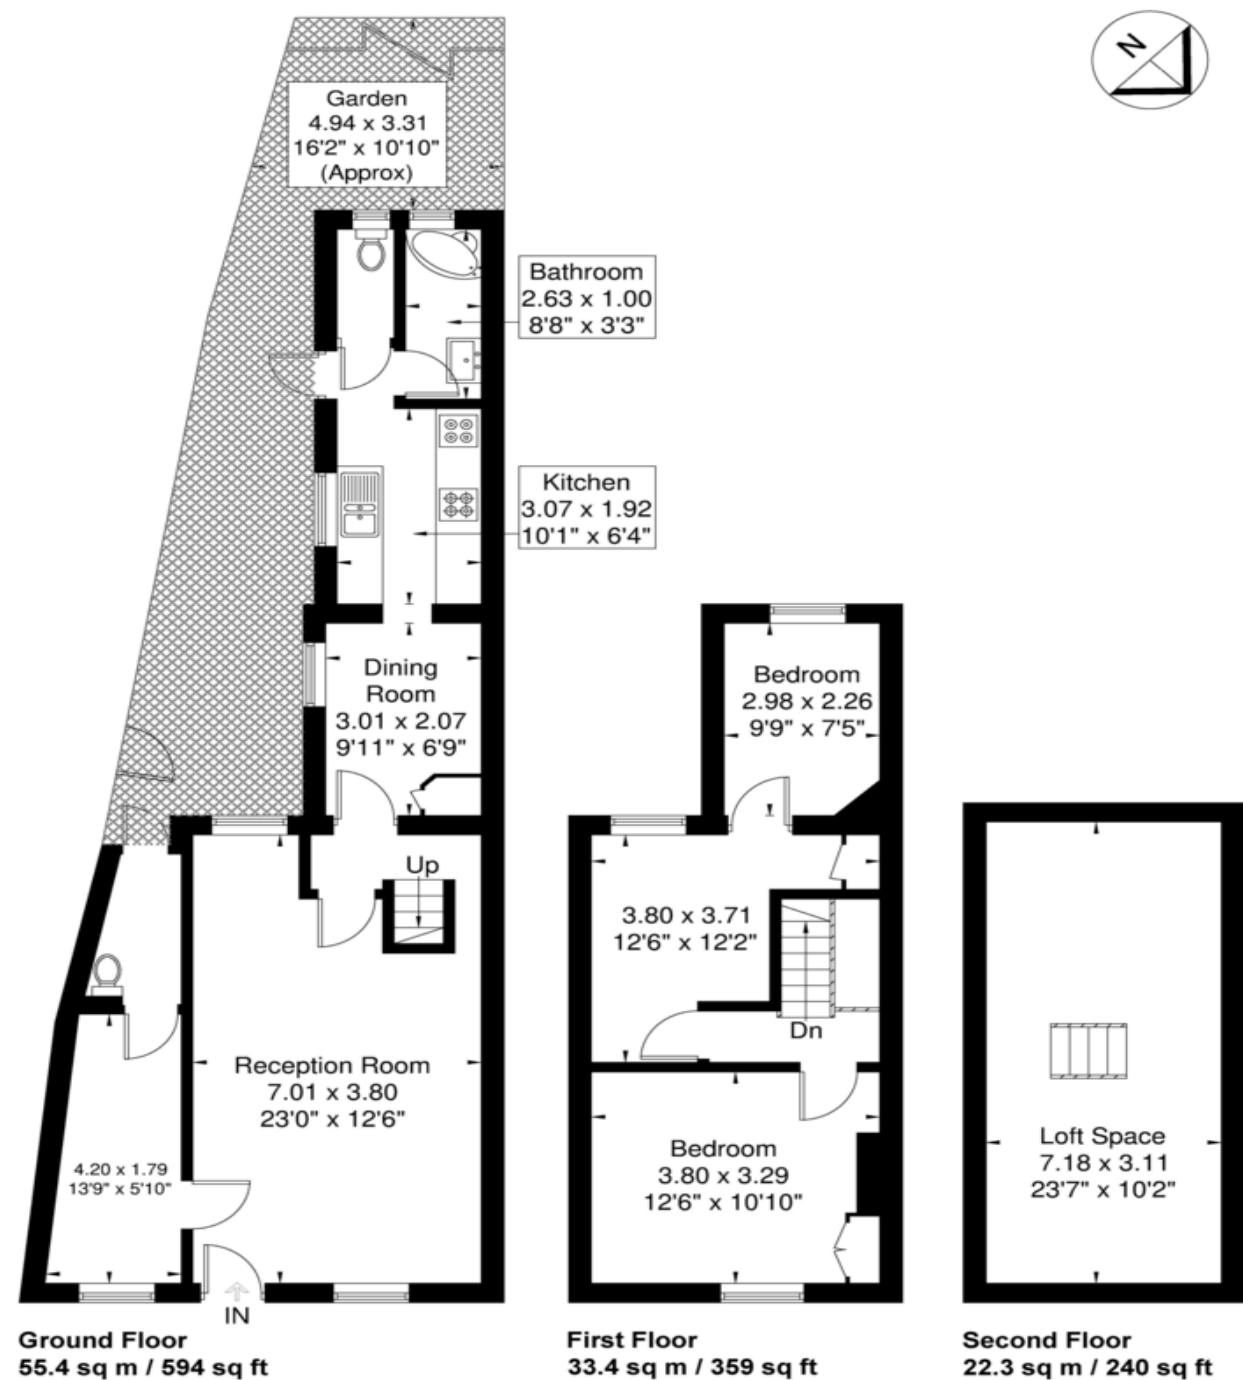 N
Garden
4.94 x 3.31
16'2" x 10'10"
(Approx)
Bathroom
2.63 x 1.00
8'8" x 3'3"
Kitchen
3.07 x 1.92
10'1" x 6'4"
Dining
Room
3.01 x 2.07
9'11" x 6'9"
Up
Reception Room
7.01 x 3.80
23'0" x 12'6"
4.20 x 1.79
13'9" x 5'10"
IN
Ground Floor
55.4 sq m / 594 sq ft
Bedroom
2.98 x 2.26
9'9" x 7'5"
3.80 x 3.71
12'6" x 12'2"
Dn
Bedroom
3.80 x 3.29
12'6" x 10'10"
First Floor
33.4 sq m / 359 sq ft
Loft Space
7.18 x 3.11
23'7" x 10'2"
Second Floor
22.3 sq m / 240 sq ft